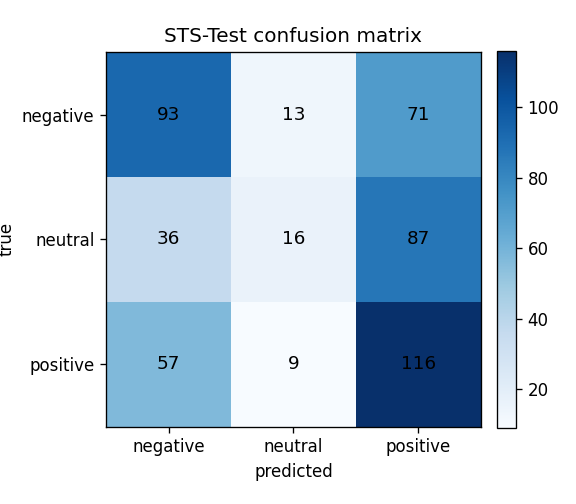 STS-Test confusion matrix
negative 93 13 71
neutral 36 16 87
positive 57 9 116
negative neutral positive
predicted
true
100
80
60
40
20